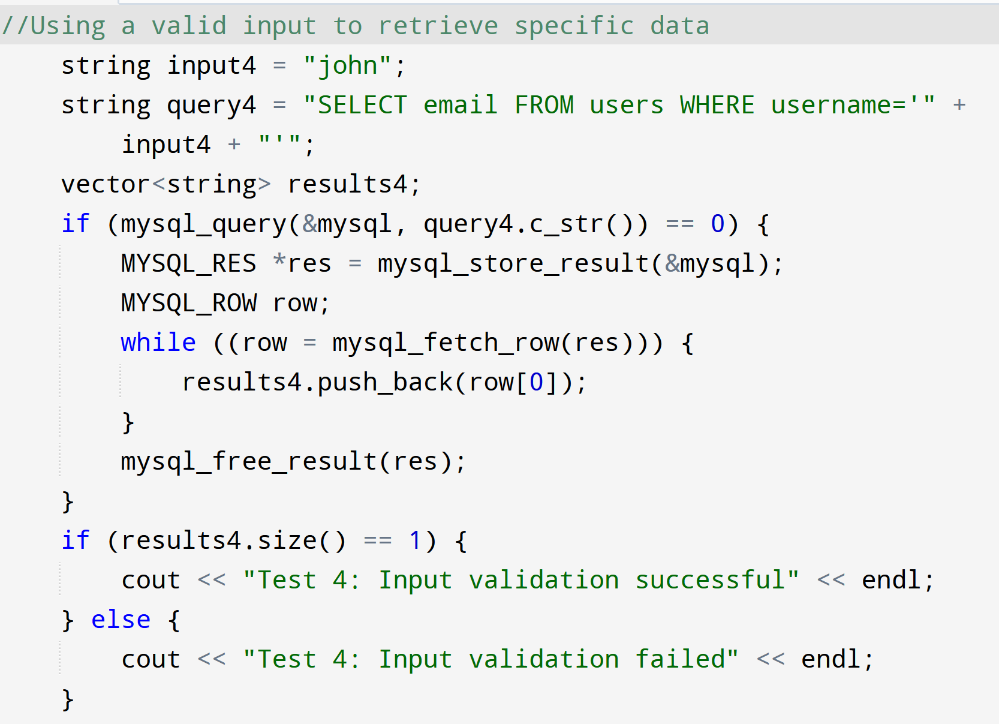 //Using a valid input to retrieve specific data
    string input4 = "john";
    string query4 = "SELECT email FROM users WHERE username='" +
        input4 + "'";
    vector<string> results4;
    if (mysql_query(&mysql, query4.c_str()) == 0) {
        MYSQL_RES *res = mysql_store_result(&mysql);
        MYSQL_ROW row;
        while ((row = mysql_fetch_row(res))) {
            results4.push_back(row[0]);
        }
        mysql_free_result(res);
    }
    if (results4.size() == 1) {
        cout << "Test 4: Input validation successful" << endl;
    } else {
        cout << "Test 4: Input validation failed" << endl;
    }